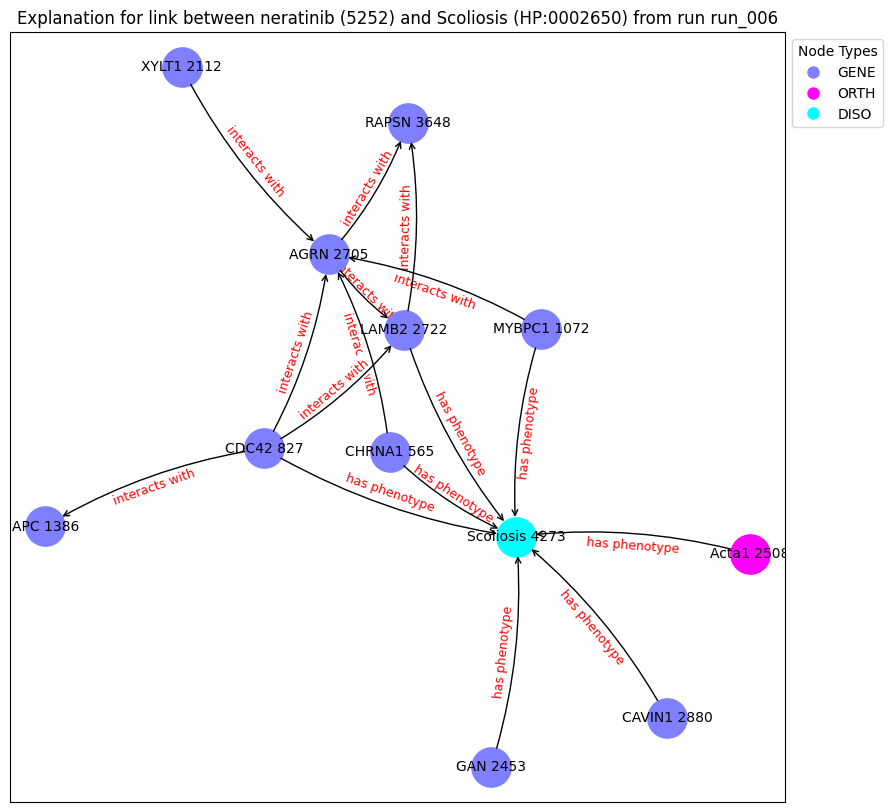 Explanation for link between neratinib (5252) and Scoliosis (HP:0002650) from run run_006
Node Types
GENE
ORTH
DISO
XYLT1 2112
RAPSN 3648
interacts with
interacts with
interacts with
AGRN 2705
interacts with
interacts with
LAMB2 2722
MYBPC1 1072
interacts with
interacts with
interacts with
has phenotype
has phenotype
CDC42 827
CHRNA1 565
interacts with
has phenotype
has phenotype
APC 1386
Scoliosis 4273
has phenotype
Acta1 2508
has phenotype
has phenotype
CAVIN1 2880
GAN 2453